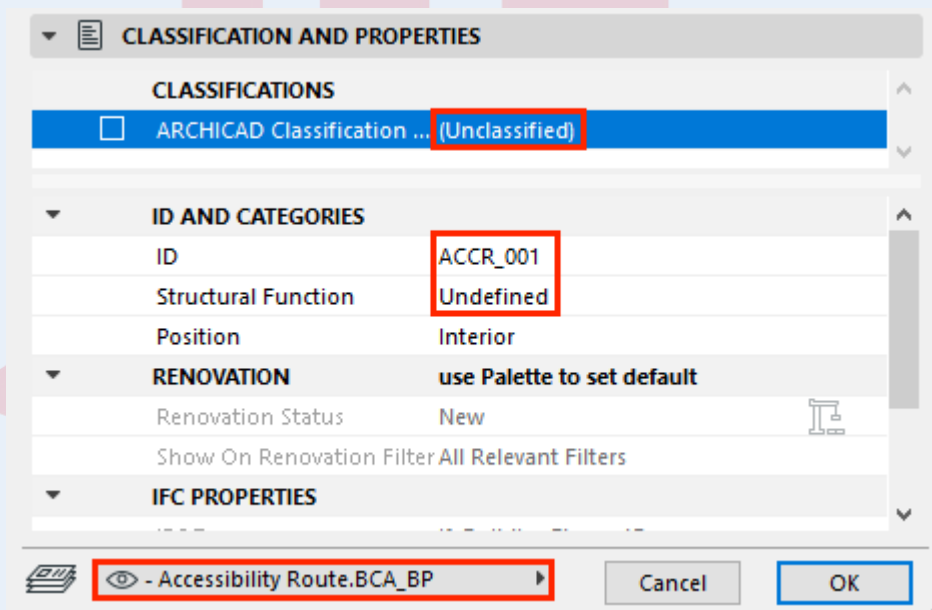 CLASSIFICATION AND PROPERTIES
CLASSIFICATIONS
ARCHICAD Classification ... (Unclassified)
ID AND CATEGORIES
ID ACCR_001
Structural Function Undefined
Position Interior
RENOVATION use Palette to set default
Renovation Status New
Show On Renovation Filter All Relevant Filters
IFC PROPERTIES
- Accessibility Route.BCA_BP Cancel OK